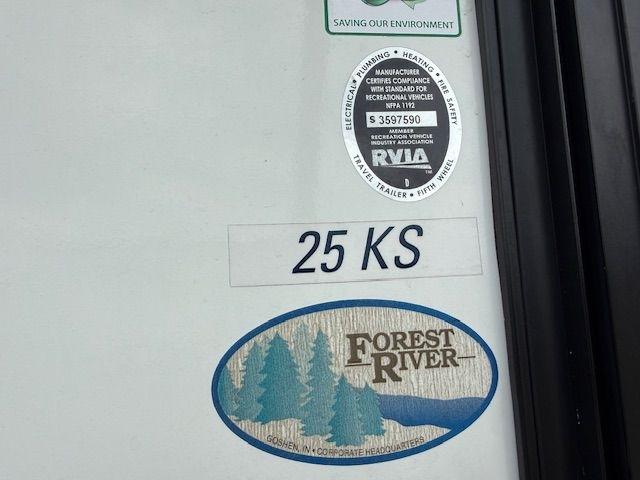 SAVING OUR ENVIRONMENT
ELECTRICAL • PLUMBING • HEATING • FIRE SAFETY
MANUFACTURER
CERTIFIES COMPLIANCE
WITH STANDARD FOR
RECREATIONAL VEHICLES
NFPA 1192
S 3597590
MEMBER
RECREATION VEHICLE
INDUSTRY ASSOCIATION
RVIA
TM
D
TRAVEL TRAILER • FIFTH WHEEL
25 KS
FOREST
RIVER
GOSHEN, IN • CORPORATE HEADQUARTERS